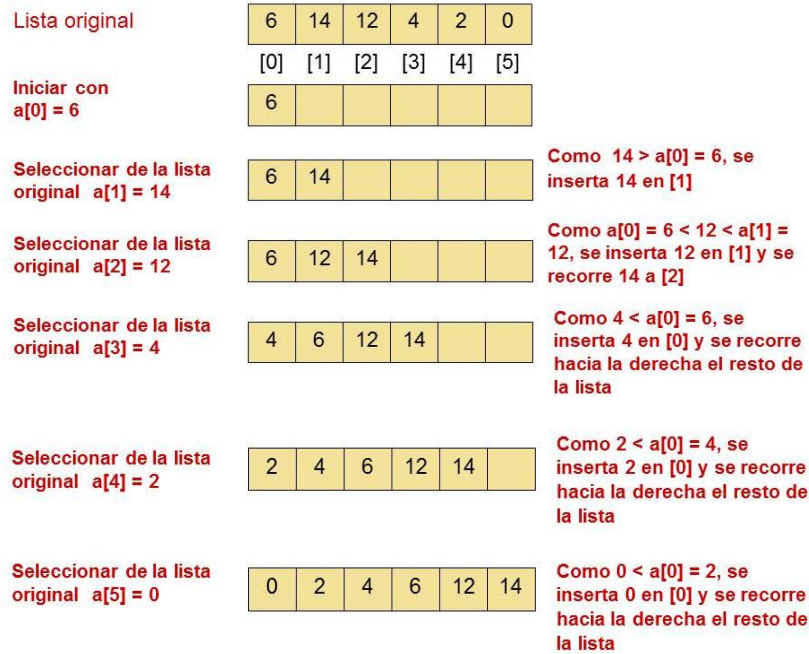 Lista original
6 14 12 4 2 0
[0] [1] [2] [3] [4] [5]
Iniciar con
a[0] = 6
6
Seleccionar de la lista
original a[1] = 14
6 14
Como 14 > a[0] = 6, se
inserta 14 en [1]
Seleccionar de la lista
original a[2] = 12
6 12 14
Como a[0] = 6 < 12 < a[1] =
12, se inserta 12 en [1] y se
recorre 14 a [2]
Seleccionar de la lista
original a[3] = 4
4 6 12 14
Como 4 < a[0] = 6, se
inserta 4 en [0] y se recorre
hacia la derecha el resto de
la lista
Seleccionar de la lista
original a[4] = 2
2 4 6 12 14
Como 2 < a[0] = 4, se
inserta 2 en [0] y se recorre
hacia la derecha el resto de
la lista
Seleccionar de la lista
original a[5] = 0
0 2 4 6 12 14
Como 0 < a[0] = 2, se
inserta 0 en [0] y se recorre
hacia la derecha el resto de
la lista